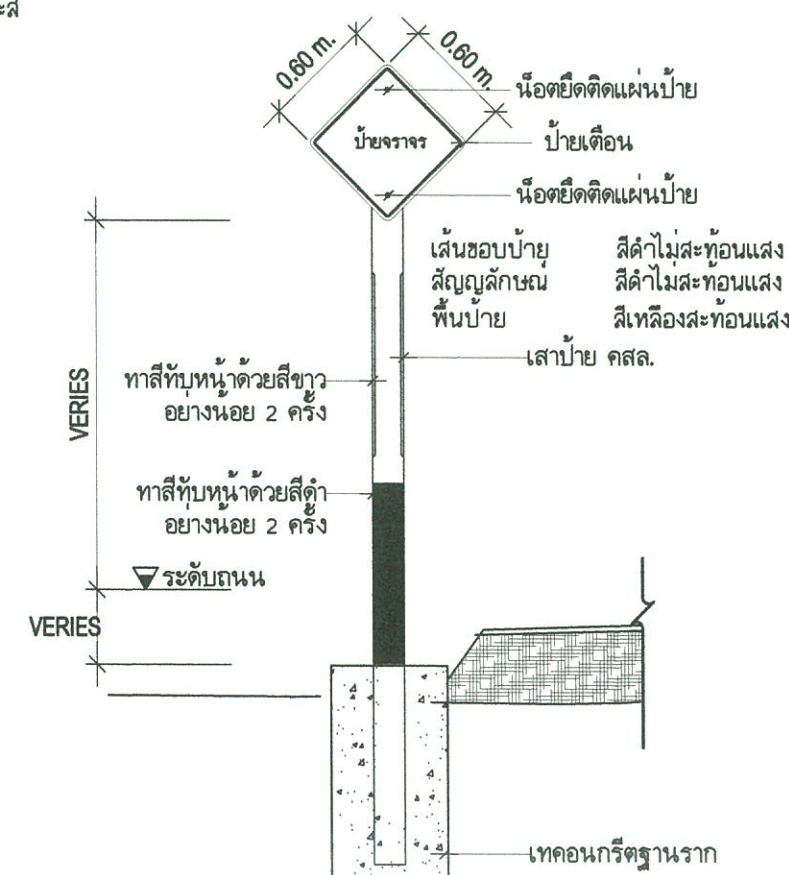 0.60 m.
0.60 m.
น็อตยึดติดแผ่นป้าย
ป้ายจราจร
ป้ายเตือน
น็อตยึดติดแผ่นป้าย
เส้นขอบป้าย สีดำไม่สะท้อนแสง
สัญญลักษณ์ สีดำไม่สะท้อนแสง
พื้นป้าย สีเหลืองสะท้อนแสง
เสาป้าย คสล.
ทาสีทับหน้าด้วยสีขาว
อย่างน้อย 2 ครั้ง
VERIES
ทาสีทับหน้าด้วยสีดำ
อย่างน้อย 2 ครั้ง
ระดับถนน
VERIES
เทคอนกรีตฐานราก